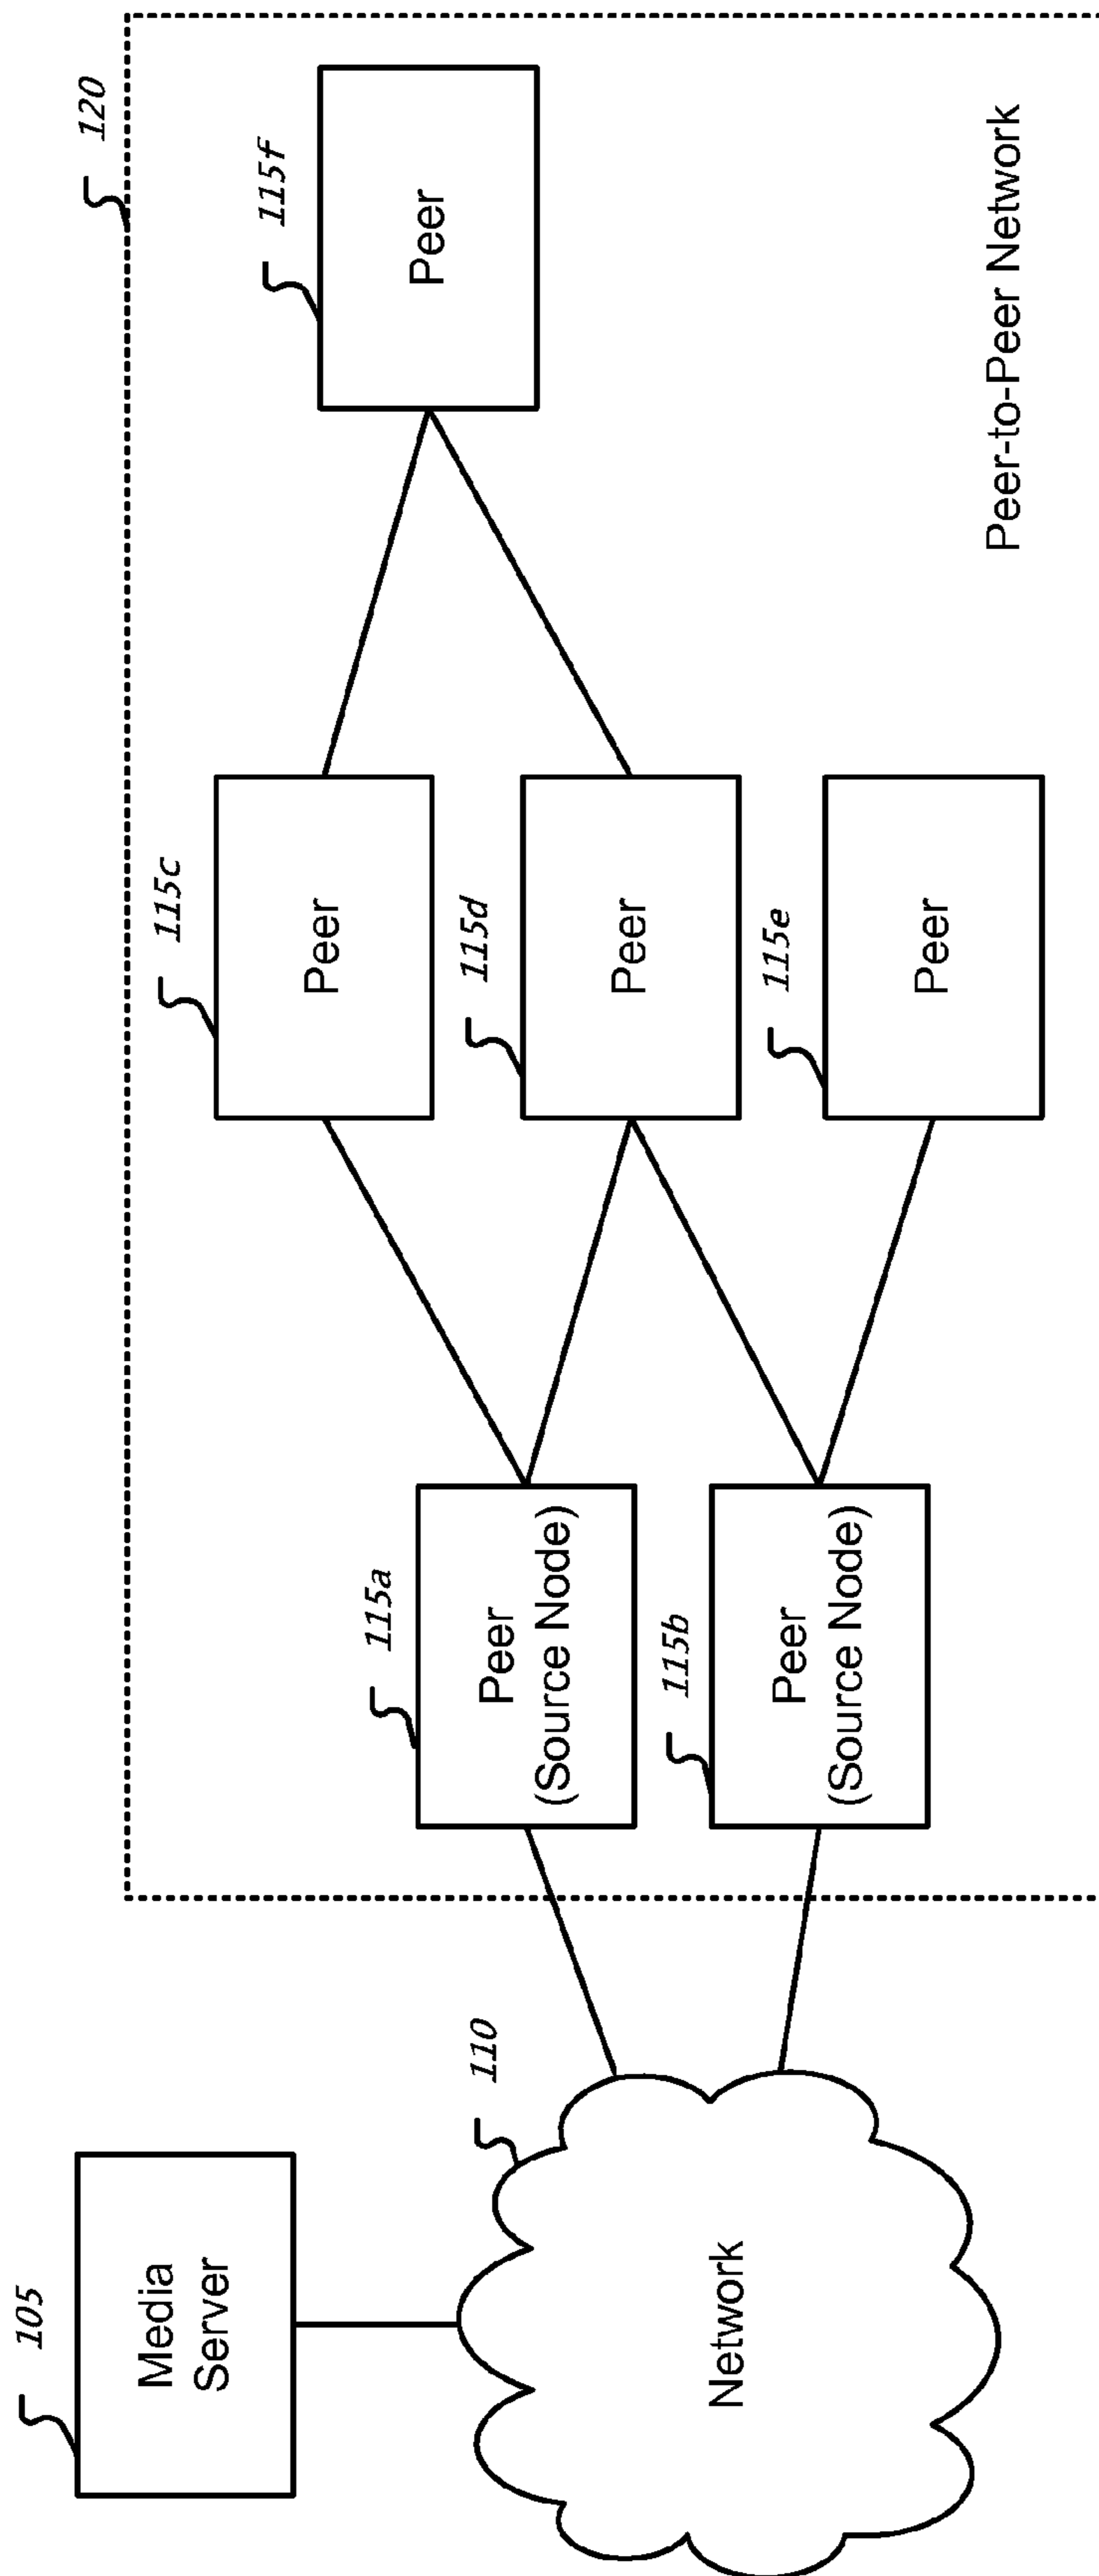 105
Media
Server
110
Network
120
115a
Peer
(Source Node)
115b
Peer
(Source Node)
115c
Peer
115d
Peer
115e
Peer
115f
Peer
Peer-to-Peer Network